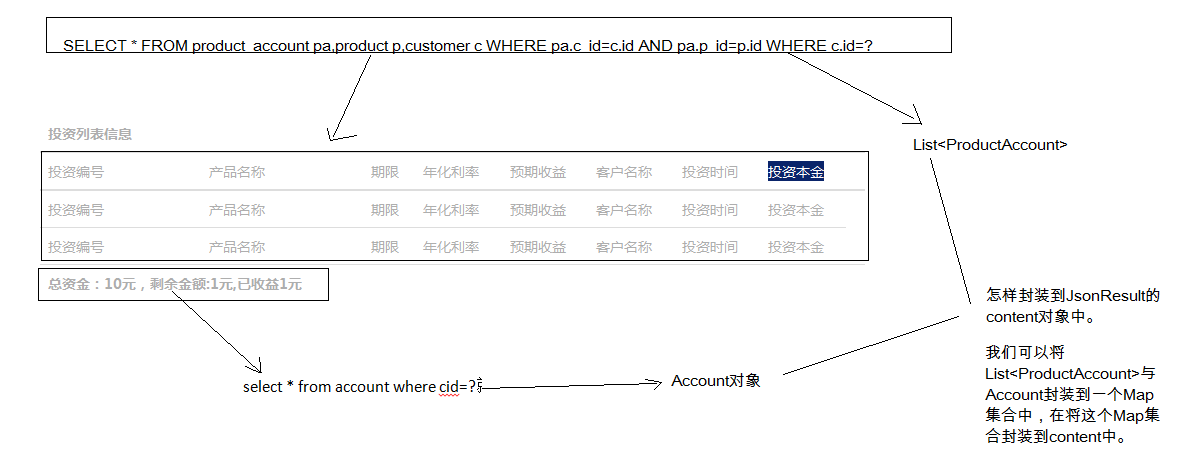 SELECT * FROM product_account pa,product p,customer c WHERE pa.c_id=c.id AND pa.p_id=p.id WHERE c.id=?
List<ProductAccount>
投资列表信息
投资编号 产品名称 期限 年化利率 预期收益 客户名称 投资时间 投资本金
投资编号 产品名称 期限 年化利率 预期收益 客户名称 投资时间 投资本金
投资编号 产品名称 期限 年化利率 预期收益 客户名称 投资时间 投资本金
总资金：10元，剩余金额:1元,已收益1元
select * from account where cid=?
Account对象
怎样封装到JsonResult的
content对象中。
我们可以将
List<ProductAccount>与
Account封装到一个Map
集合中，在将这个Map集
合封装到content中。